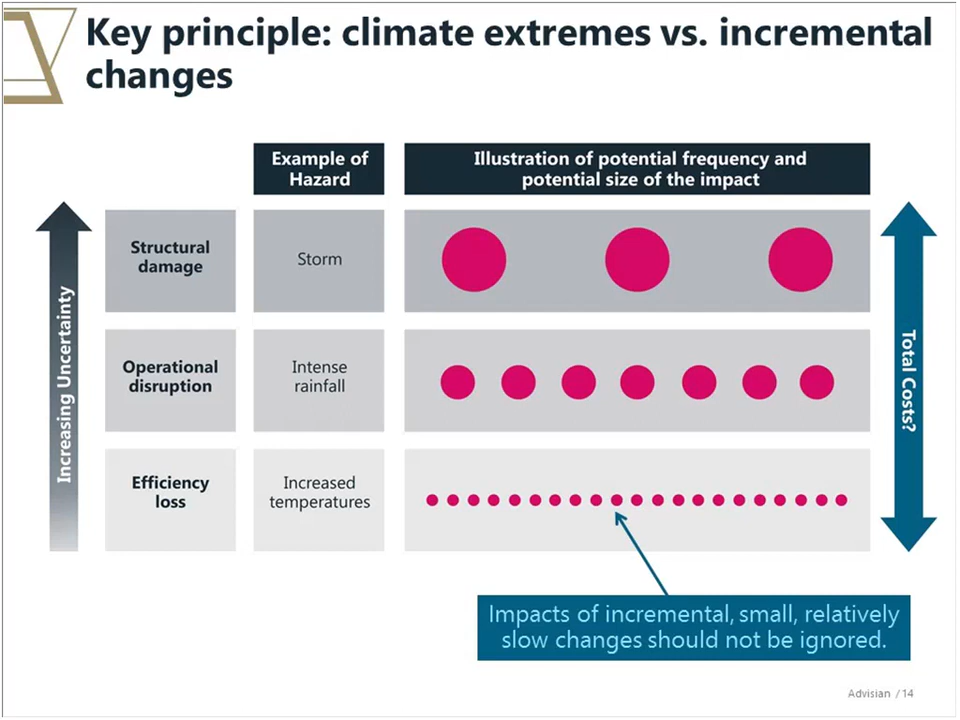 Key principle: climate extremes vs. incremental
changes
Example of
Hazard
Illustration of potential frequency and
potential size of the impact
Increasing Uncertainty
Structural
damage
Storm
Operational
disruption
Intense
rainfall
Efficiency
loss
Increased
temperatures
Total Costs?
Impacts of incremental, small, relatively
slow changes should not be ignored.
Advisian / 14